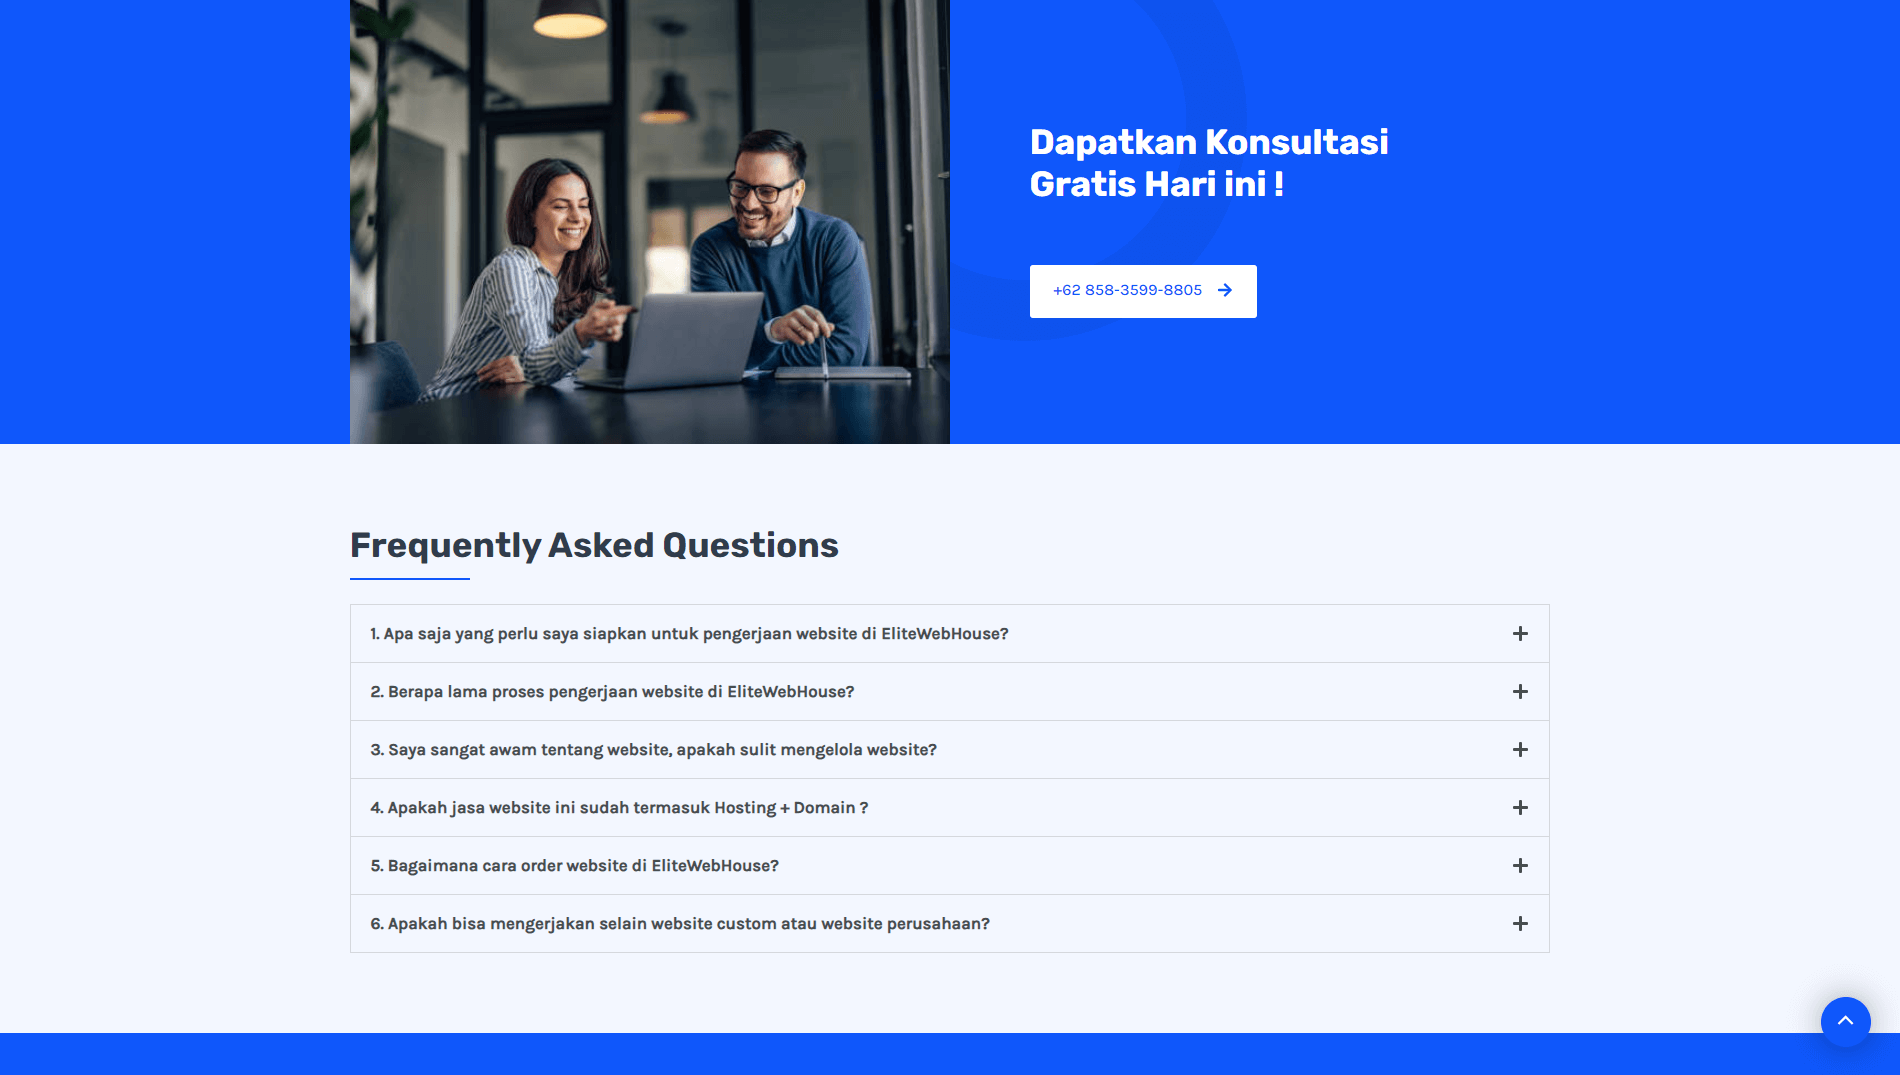 Dapatkan Konsultasi
Gratis Hari ini !
+62 858-3599-8805
Frequently Asked Questions
1. Apa saja yang perlu saya siapkan untuk pengerjaan website di EliteWebHouse?
2. Berapa lama proses pengerjaan website di EliteWebHouse?
3. Saya sangat awam tentang website, apakah sulit mengelola website?
4. Apakah jasa website ini sudah termasuk Hosting + Domain ?
5. Bagaimana cara order website di EliteWebHouse?
6. Apakah bisa mengerjakan selain website custom atau website perusahaan?